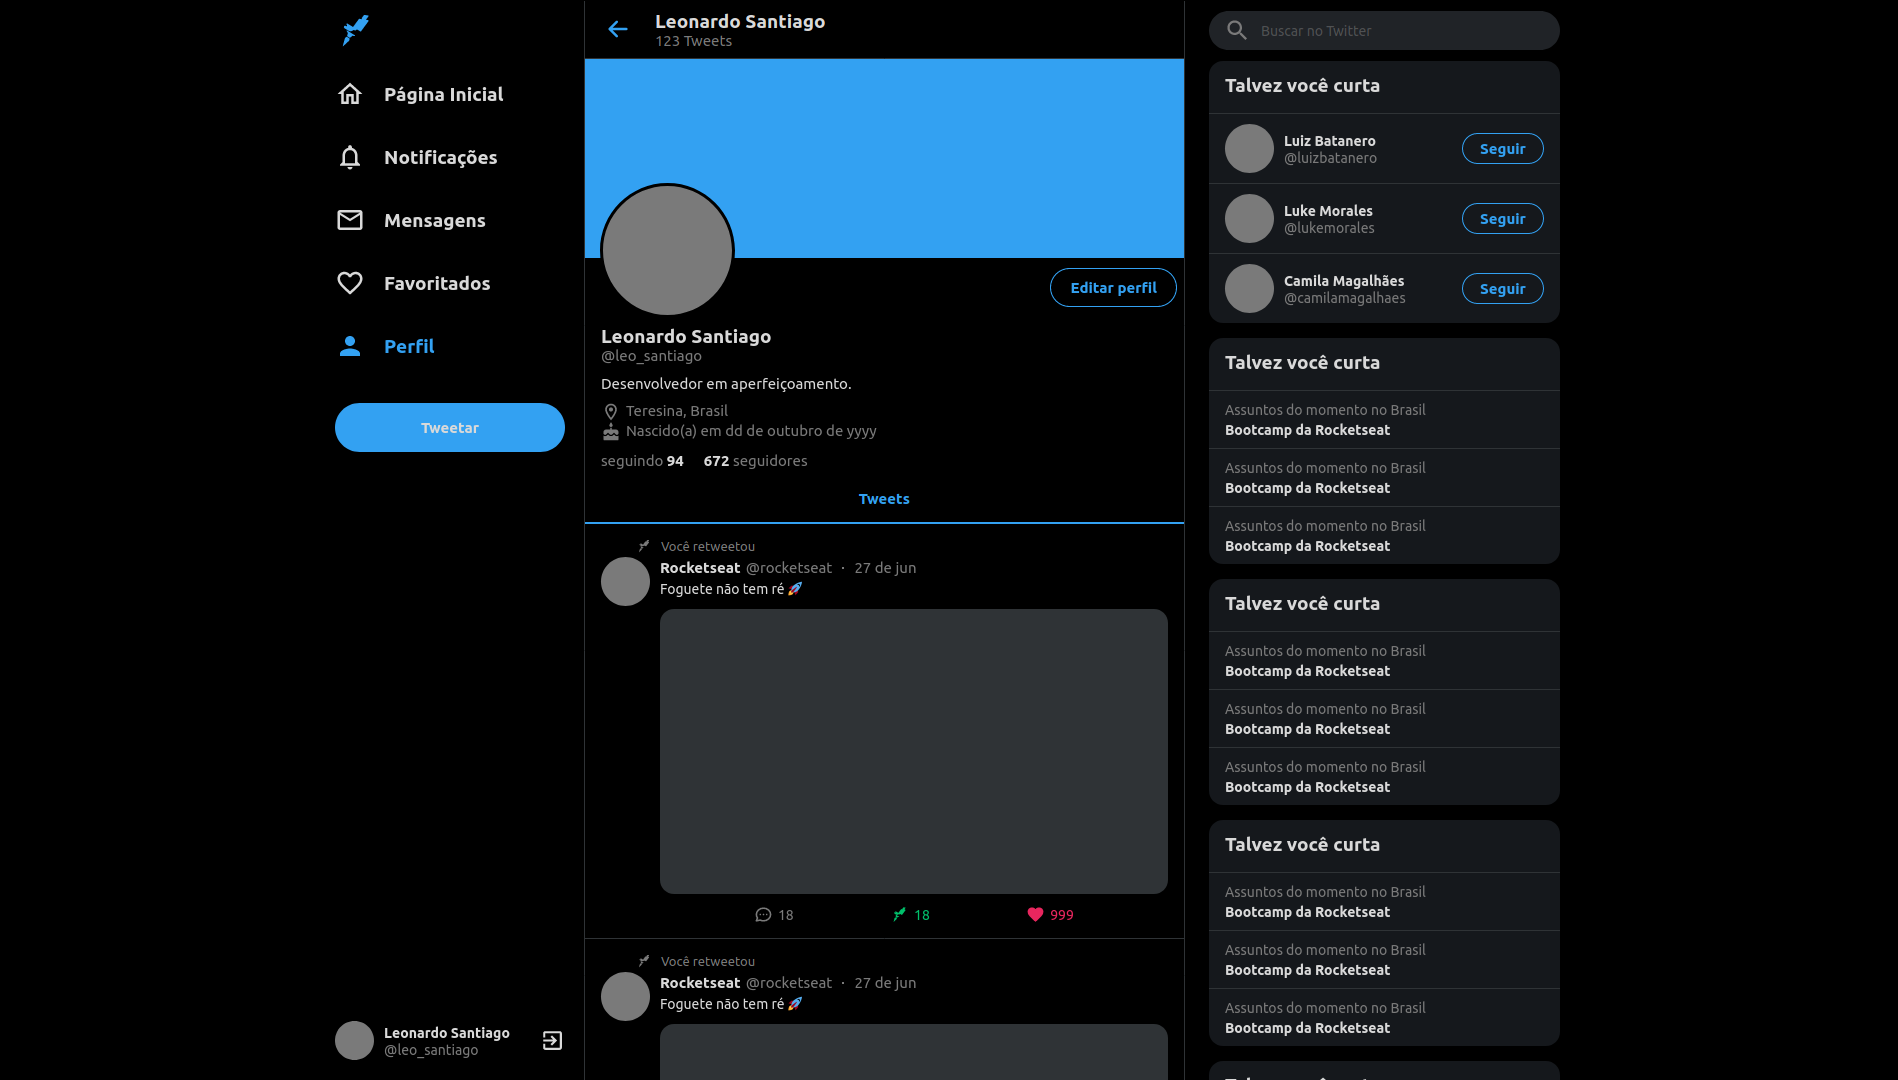 Página Inicial
Notificações
Mensagens
Favoritados
Perfil
Tweetar
Leonardo Santiago
@leo_santiago
Leonardo Santiago
123 Tweets
Editar perfil
Leonardo Santiago
@leo_santiago
Desenvolvedor em aperfeiçoamento.
Teresina, Brasil
Nascido(a) em dd de outubro de yyyy
seguindo 94 672 seguidores
Tweets
Você retweetou
Rocketseat @rocketseat · 27 de jun
Foguete não tem ré 🚀
18 18 999
Você retweetou
Rocketseat @rocketseat · 27 de jun
Foguete não tem ré 🚀
Buscar no Twitter
Talvez você curta
Luiz Batanero
@luizbatanero
Seguir
Luke Morales
@lukemorales
Seguir
Camila Magalhães
@camilamagalhaes
Seguir
Talvez você curta
Assuntos do momento no Brasil
Bootcamp da Rocketseat
Assuntos do momento no Brasil
Bootcamp da Rocketseat
Assuntos do momento no Brasil
Bootcamp da Rocketseat
Talvez você curta
Assuntos do momento no Brasil
Bootcamp da Rocketseat
Assuntos do momento no Brasil
Bootcamp da Rocketseat
Assuntos do momento no Brasil
Bootcamp da Rocketseat
Talvez você curta
Assuntos do momento no Brasil
Bootcamp da Rocketseat
Assuntos do momento no Brasil
Bootcamp da Rocketseat
Assuntos do momento no Brasil
Bootcamp da Rocketseat